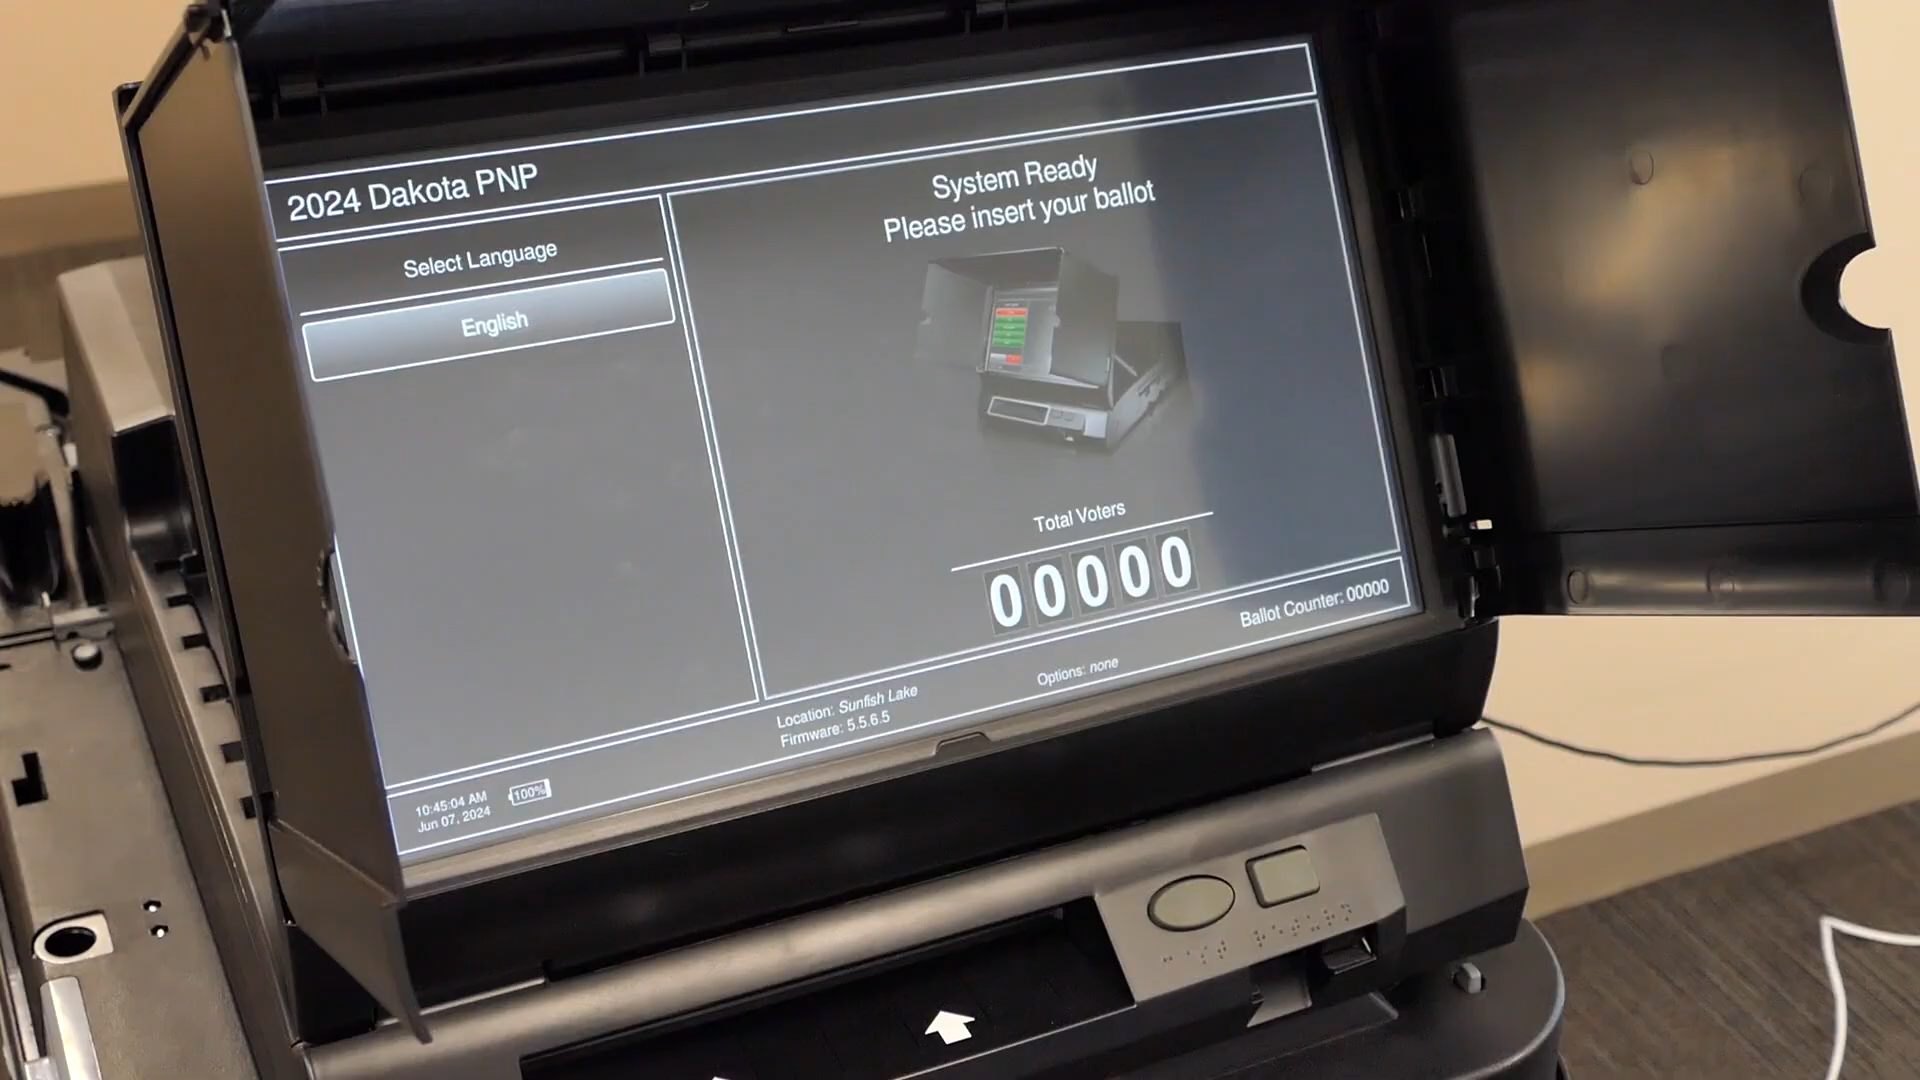 2024 Dakota PNP
Select Language
English
System Ready
Please insert your ballot
Total Voters
00000
Ballot Counter: 00000
Location: Sunfish Lake
Firmware: 5.5.6.5
Options: none
10:45:04 AM
Jun 07, 2024
100%